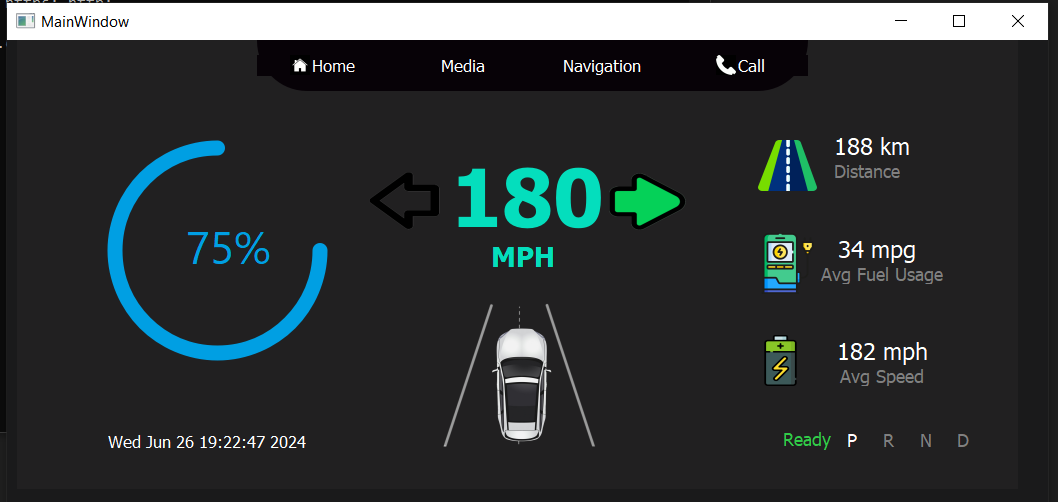 MainWindow
Home Media Navigation Call
188 km
Distance
180
MPH
75%
34 mpg
Avg Fuel Usage
182 mph
Avg Speed
Wed Jun 26 19:22:47 2024
Ready P R N D